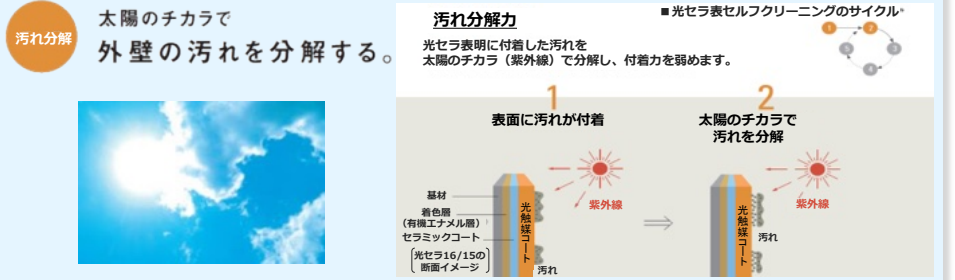 汚れ分解
太陽のチカラで
外壁の汚れを分解する。
汚れ分解力
■光セラ表セルフクリーニングのサイクル*
光セラ表明に付着した汚れを
太陽のチカラ（紫外線）で分解し、付着力を弱めます。
1
2
3
4
5
1
表面に汚れが付着
紫外線
基材
着色層
（有機エナメル層）
セラミックコート
光セラ16/15の
断面イメージ
光触媒コート
汚れ
2
太陽のチカラで
汚れを分解
紫外線
光触媒コート
汚れ